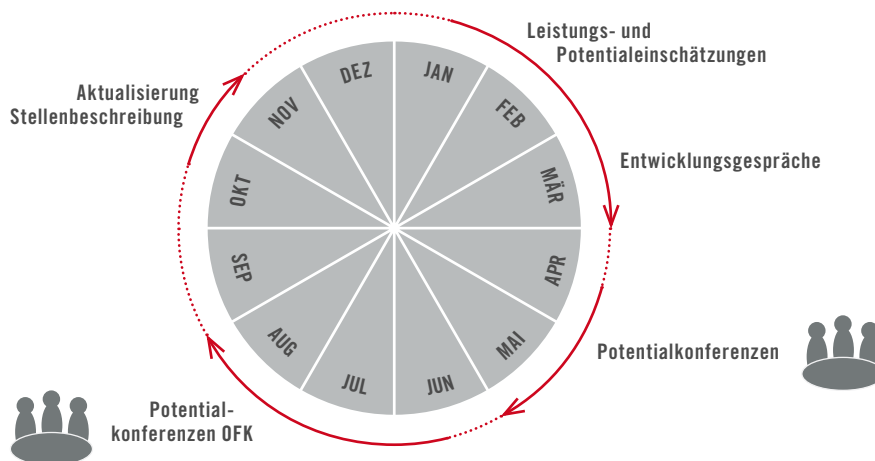 Leistungs- und
Potentialeinschätzungen
Aktualisierung
Stellenbeschreibung
Entwicklungsgespräche
Potentialkonferenzen
Potential-
konferenzen OFK
JAN
FEB
MÄR
APR
MAI
JUN
JUL
AUG
SEP
OKT
NOV
DEZ